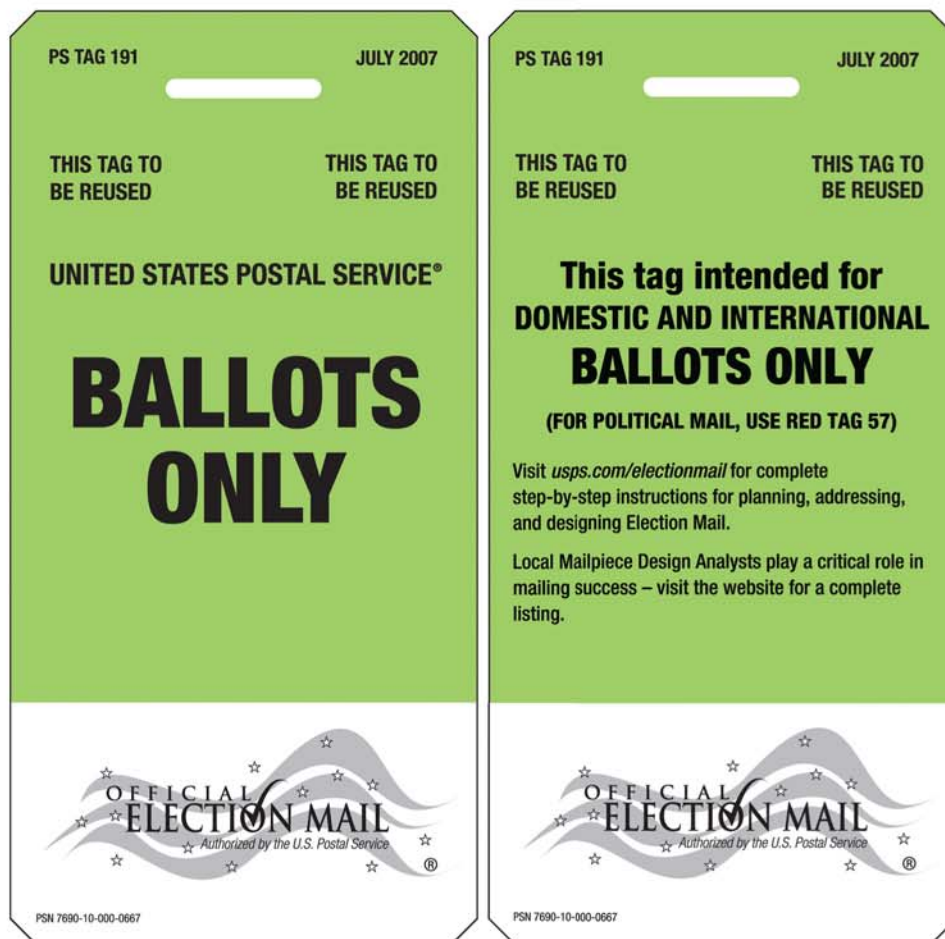 PS TAG 191 JULY 2007
THIS TAG TO THIS TAG TO
BE REUSED BE REUSED
UNITED STATES POSTAL SERVICE®
BALLOTS
ONLY
OFFICIAL
ELECTION MAIL
Authorized by the U.S. Postal Service
®
PSN 7690-10-000-0667
PS TAG 191 JULY 2007
THIS TAG TO THIS TAG TO
BE REUSED BE REUSED
This tag intended for
DOMESTIC AND INTERNATIONAL
BALLOTS ONLY
(FOR POLITICAL MAIL, USE RED TAG 57)
Visit usps.com/electionmail for complete
step-by-step instructions for planning, addressing,
and designing Election Mail.
Local Mailpiece Design Analysts play a critical role in
mailing success – visit the website for a complete
listing.
OFFICIAL
ELECTION MAIL
Authorized by the U.S. Postal Service
®
PSN 7690-10-000-0667